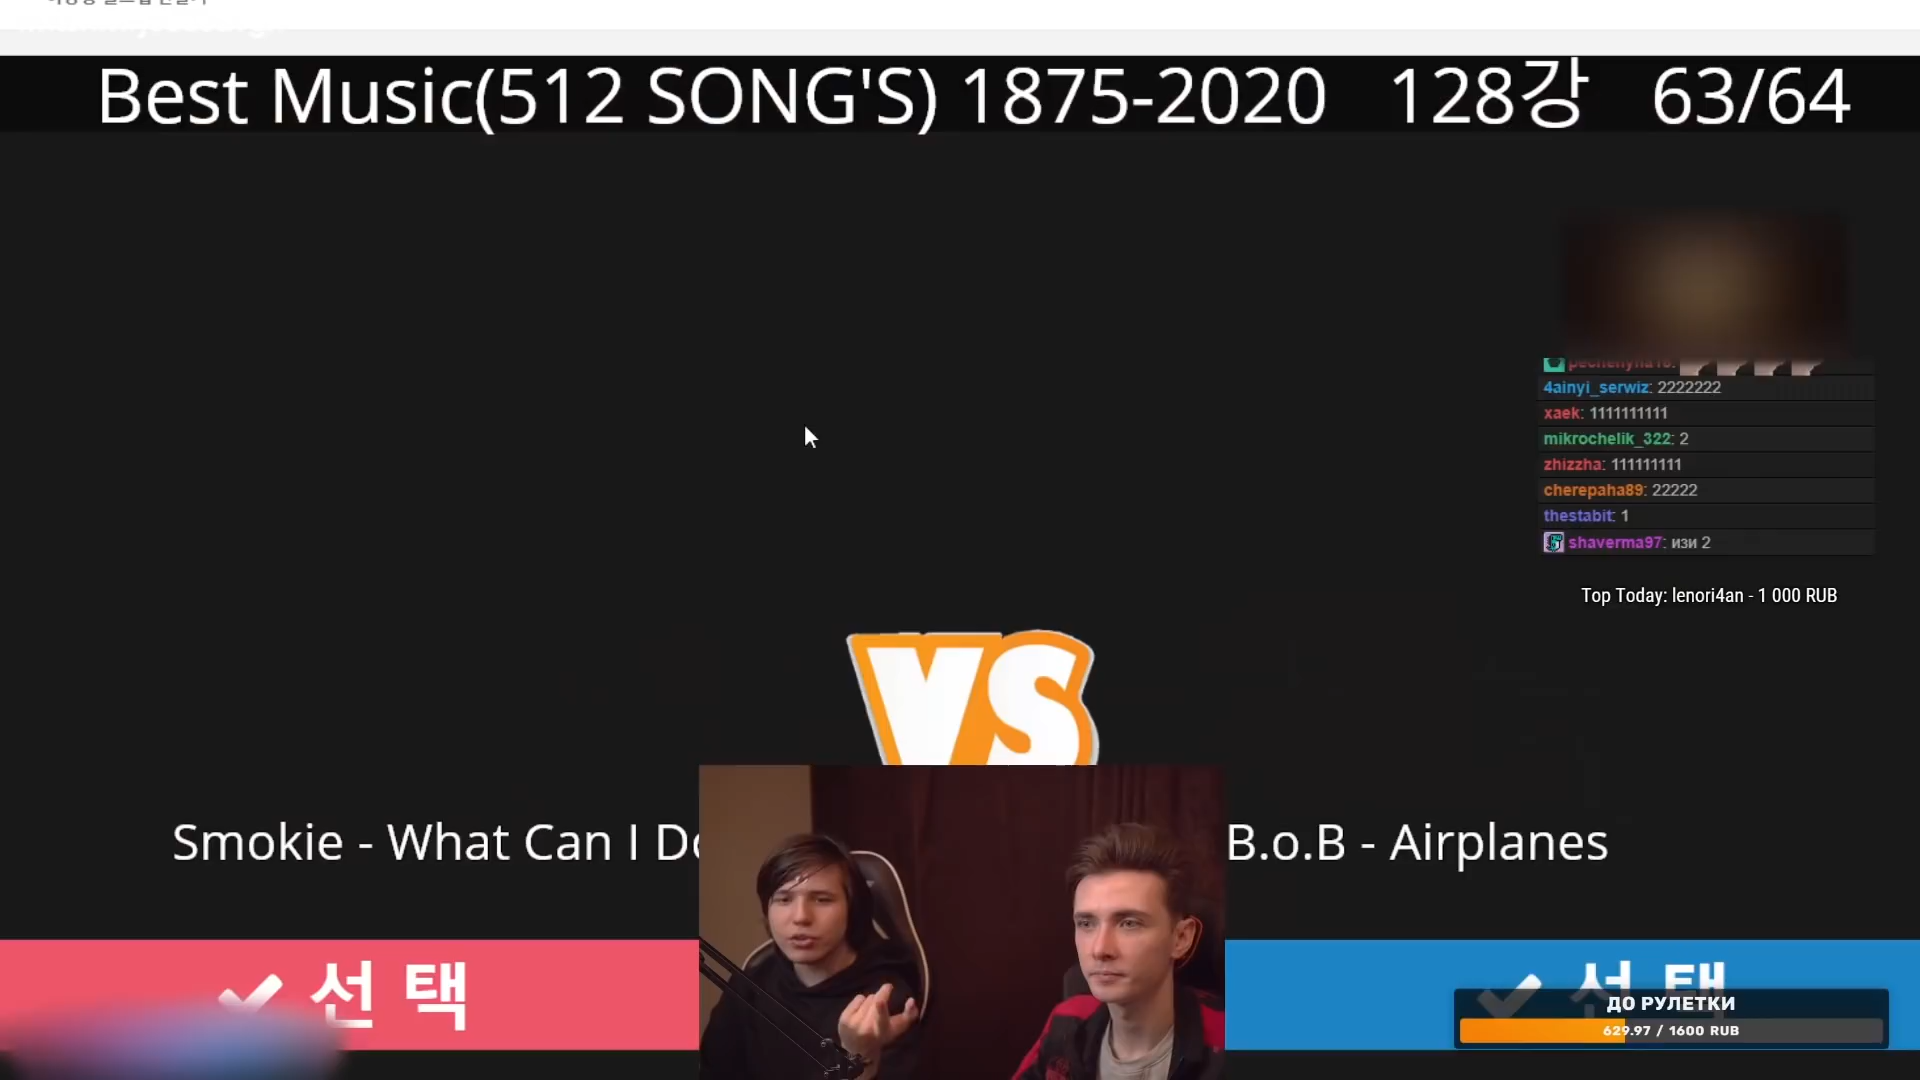 Best Music(512 SONG'S) 1875-2020 128강 63/64
4ainyi_serwiz: 2222222
xaek: 1111111111
mikrochelik_322: 2
zhizzha: 111111111
cherepaha89: 22222
thestabit: 1
shaverma97: изи 2
Top Today: lenori4an - 1 000 RUB
VS
Smokie - What Can I Do
B.o.B - Airplanes
선 택
선 택
ДО РУЛЕТКИ
629.97 / 1600 RUB